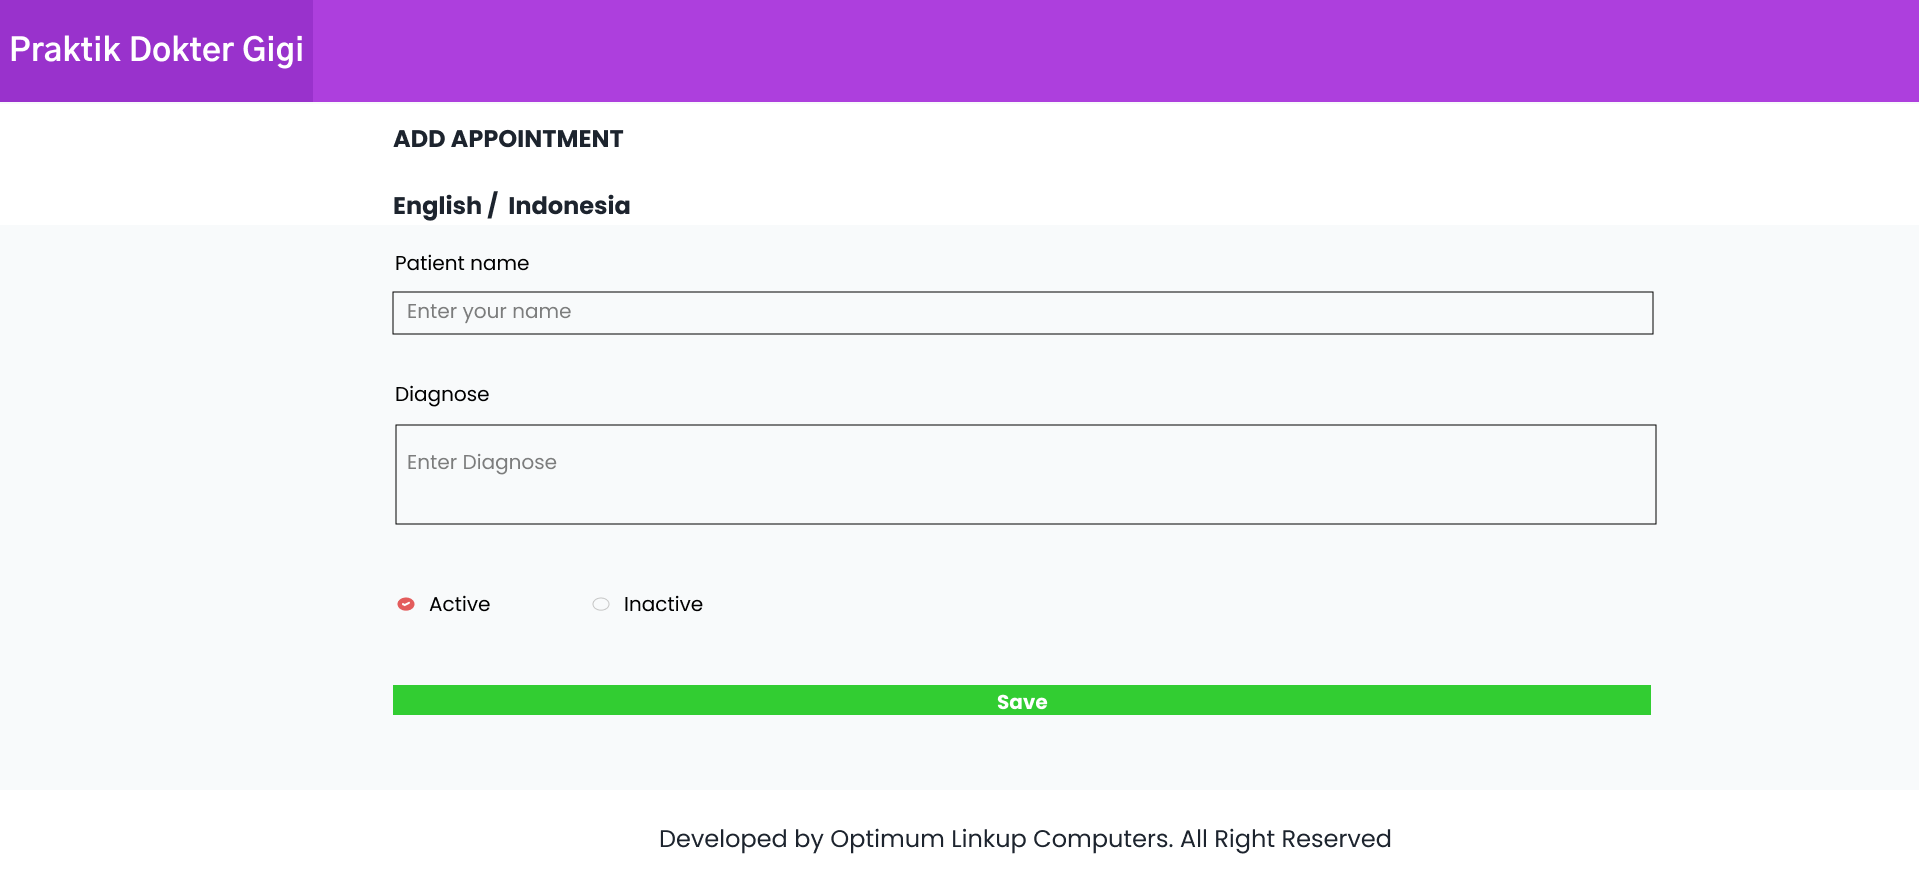 Praktik Dokter Gigi
ADD APPOINTMENT
English / Indonesia
Patient name
Enter your name
Diagnose
Enter Diagnose
Active Inactive
Save
Developed by Optimum Linkup Computers. All Right Reserved